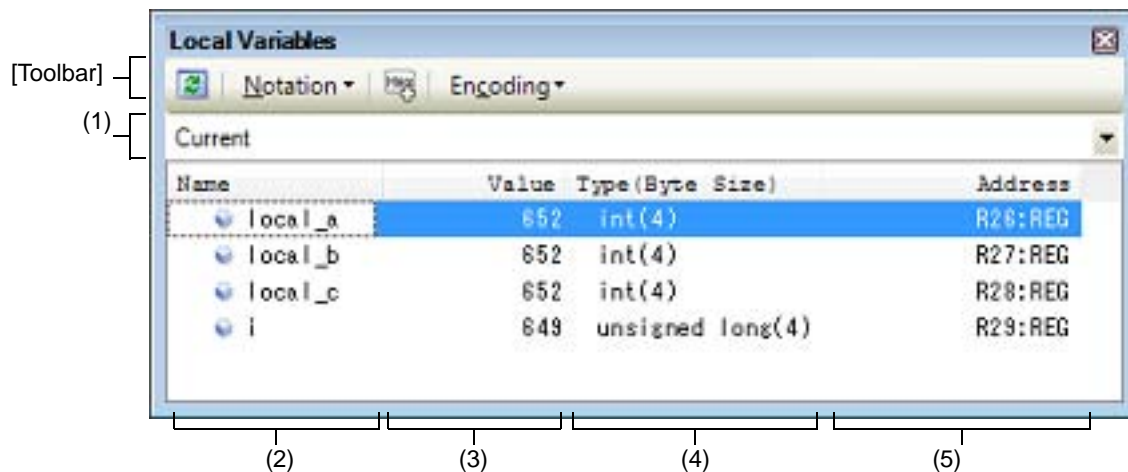 Local Variables
[Toolbar]
Notation Hex Encoding
(1)
Current
Name Value Type(Byte Size) Address
local_a 652 int(4) R26:REG
local_b 652 int(4) R27:REG
local_c 652 int(4) R28:REG
i 649 unsigned long(4) R29:REG
(2) (3) (4) (5)